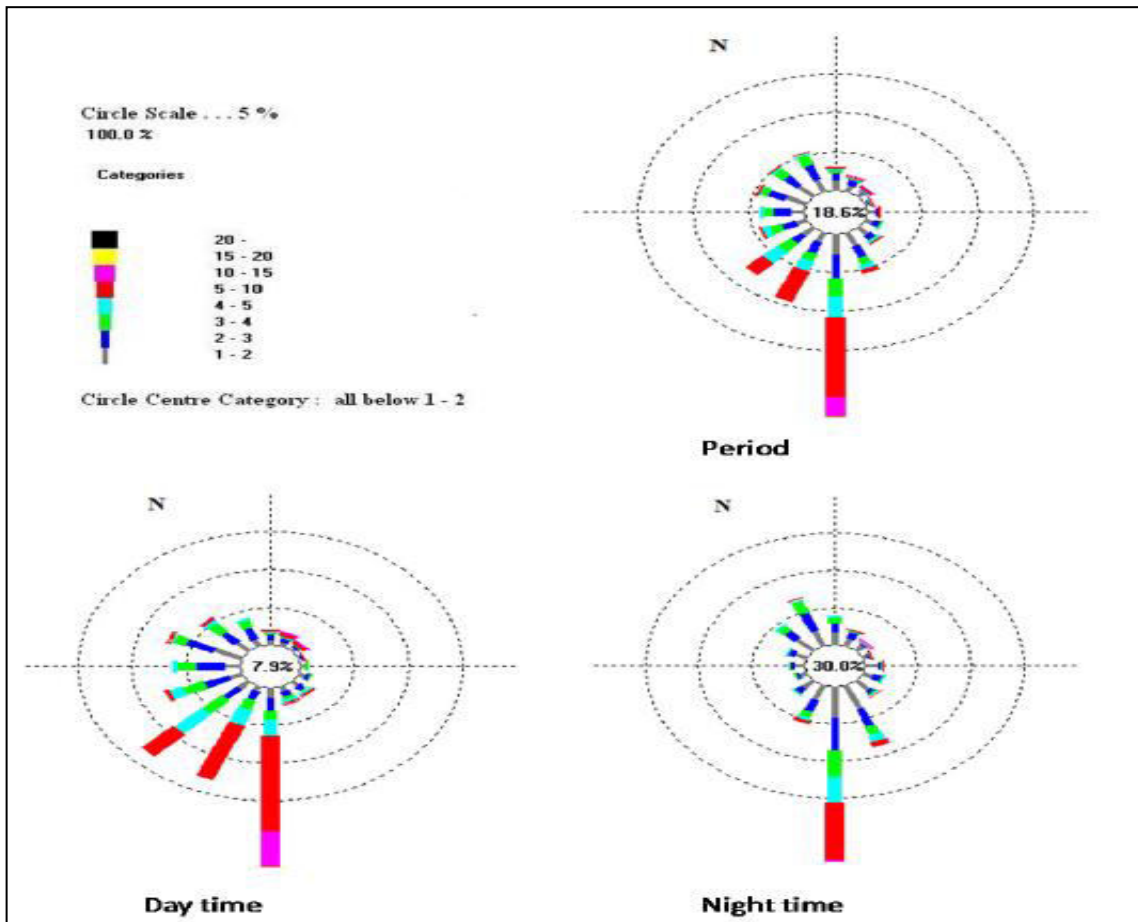 N
Circle Scale . . . 5 %
100.0 %
Categories
20 -
15 - 20
10 - 15
5 - 10
4 - 5
3 - 4
2 - 3
1 - 2
Circle Centre Category : all below 1 - 2
18.6%
Period
N
7.9%
Day time
N
30.0%
Night time